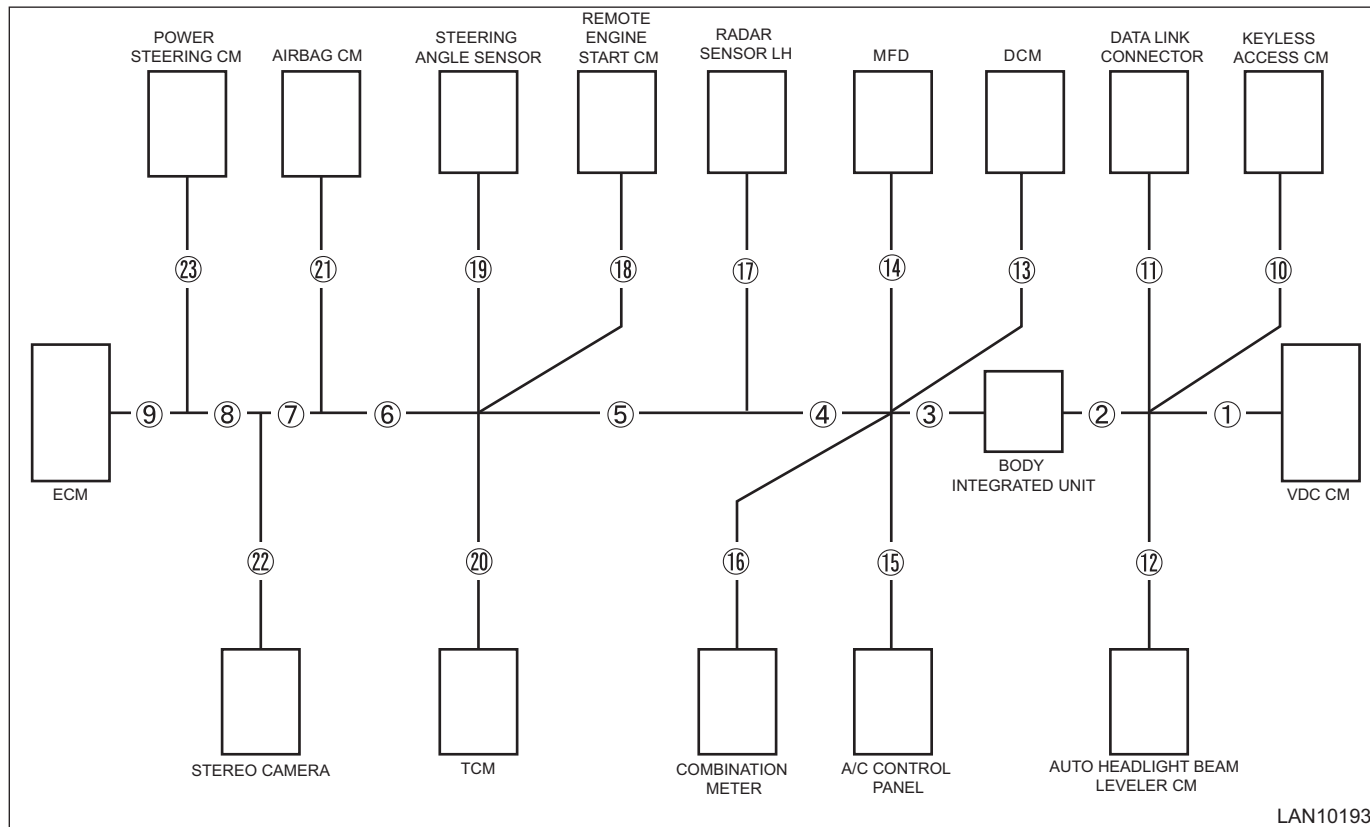 POWER
STEERING CM
AIRBAG CM
STEERING
ANGLE SENSOR
REMOTE
ENGINE
START CM
RADAR
SENSOR LH
MFD
DCM
DATA LINK
CONNECTOR
KEYLESS
ACCESS CM
㉓
㉑
⑲
⑱
⑰
⑭
⑬
⑪
⑩
⑨
⑧
⑦
⑥
⑤
④
③
②
①
ECM
BODY
INTEGRATED UNIT
VDC CM
㉒
⑳
⑯
⑮
⑫
STEREO CAMERA
TCM
COMBINATION
METER
A/C CONTROL
PANEL
AUTO HEADLIGHT BEAM
LEVELER CM
LAN10193